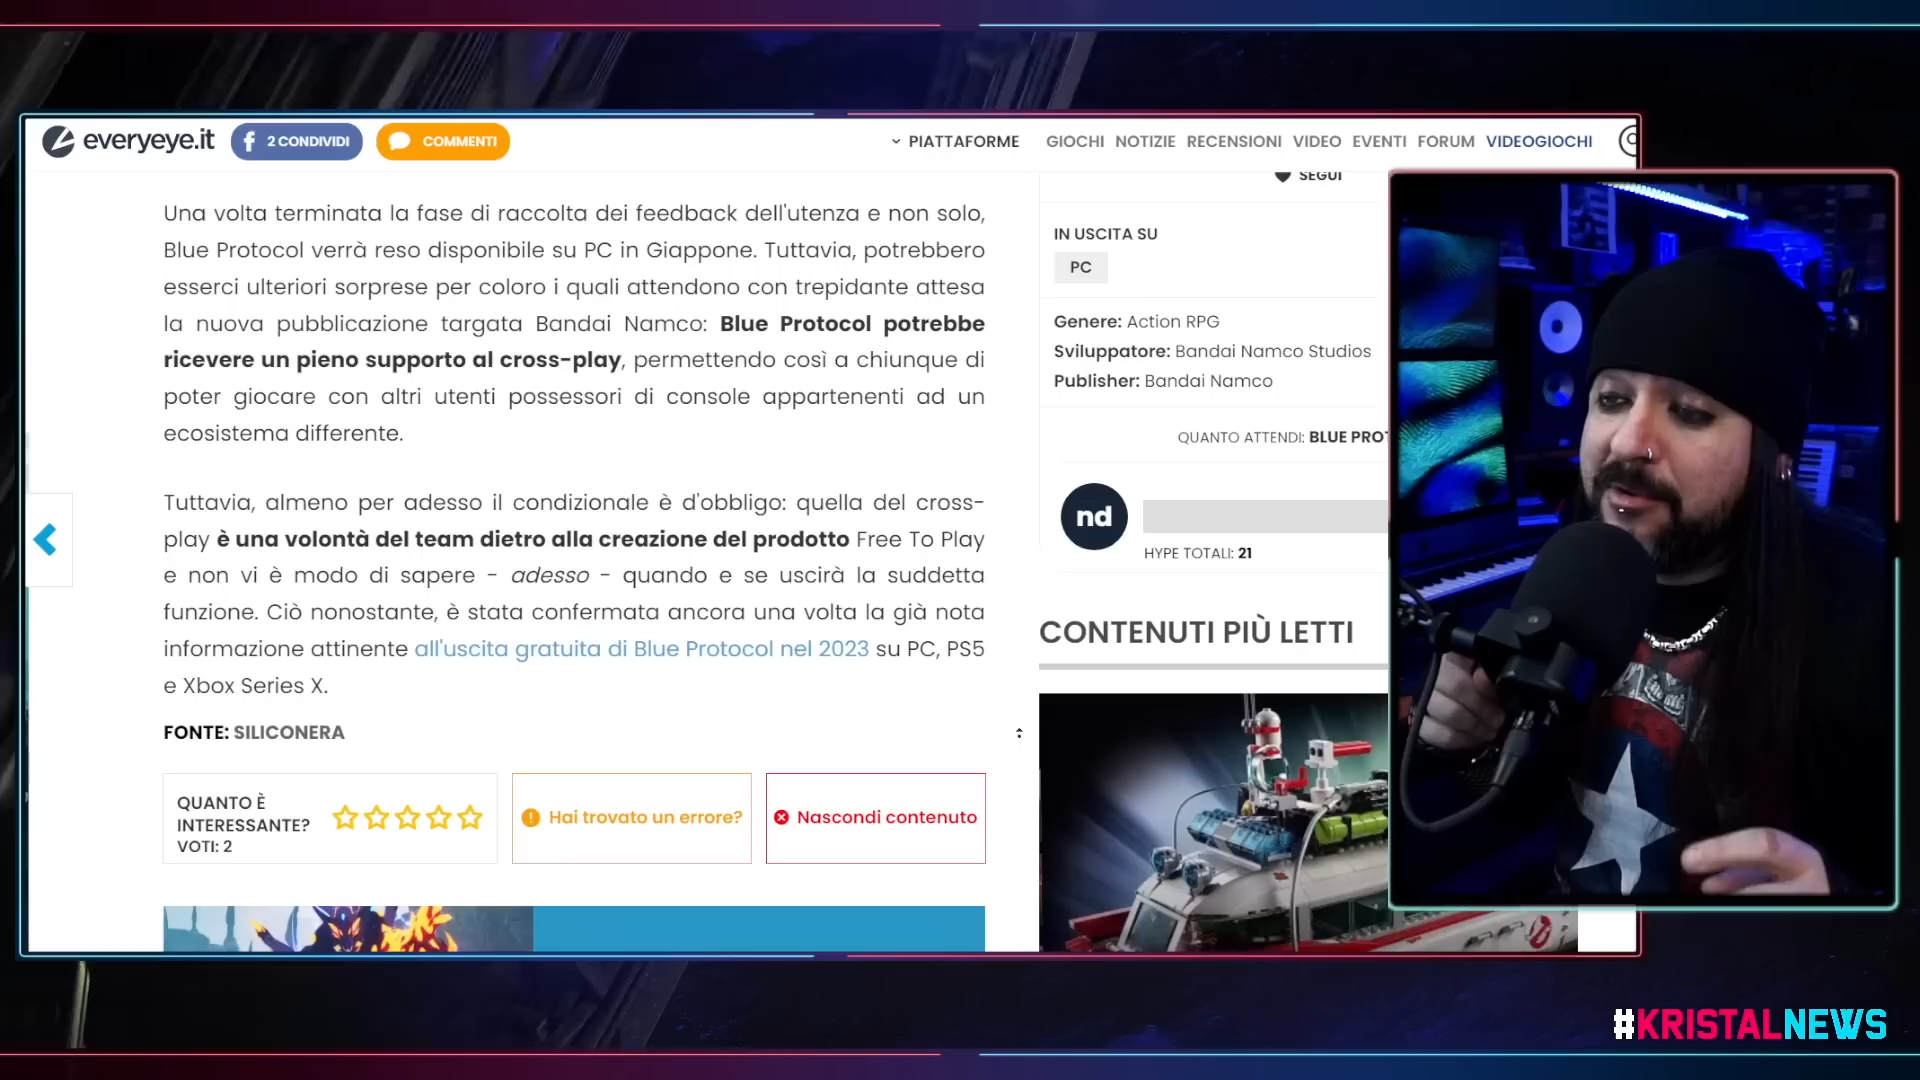 everyeye.it
2 CONDIVIDI
COMMENTI
PIATTAFORME
GIOCHI NOTIZIE RECENSIONI VIDEO EVENTI FORUM VIDEOGIOCHI
Una volta terminata la fase di raccolta dei feedback dell'utenza e non solo,
Blue Protocol verrà reso disponibile su PC in Giappone. Tuttavia, potrebbero
esserci ulteriori sorprese per coloro i quali attendono con trepidante attesa
la nuova pubblicazione targata Bandai Namco: Blue Protocol potrebbe
ricevere un pieno supporto al cross-play, permettendo così a chiunque di
poter giocare con altri utenti possessori di console appartenenti ad un
ecosistema differente.
Tuttavia, almeno per adesso il condizionale è d'obbligo: quella del cross-
play è una volontà del team dietro alla creazione del prodotto Free To Play
e non vi è modo di sapere - adesso - quando e se uscirà la suddetta
funzione. Ciò nonostante, è stata confermata ancora una volta la già nota
informazione attinente all'uscita gratuita di Blue Protocol nel 2023 su PC, PS5
e Xbox Series X.
FONTE: SILICONERA
QUANTO È
INTERESSANTE?
VOTI: 2
Hai trovato un errore?
Nascondi contenuto
SEGUI
IN USCITA SU
PC
Genere: Action RPG
Sviluppatore: Bandai Namco Studios
Publisher: Bandai Namco
QUANTO ATTENDI: BLUE PROT
nd
HYPE TOTALI: 21
CONTENUTI PIÙ LETTI
#KRISTALNEWS